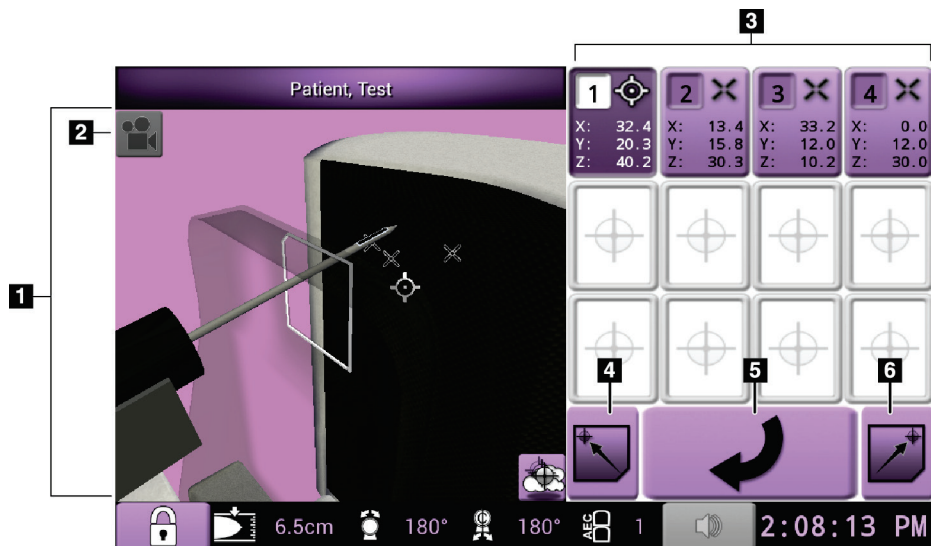 3
Patient, Test
1 2 3 4
X: 32.4 X: 13.4 X: 33.2 X: 0.0
Y: 20.3 Y: 15.8 Y: 12.0 Y: 12.0
Z: 40.2 Z: 30.3 Z: 10.2 Z: 30.0
2
1
4 5 6
6.5cm 180° 180° AEC 1 2:08:13 PM